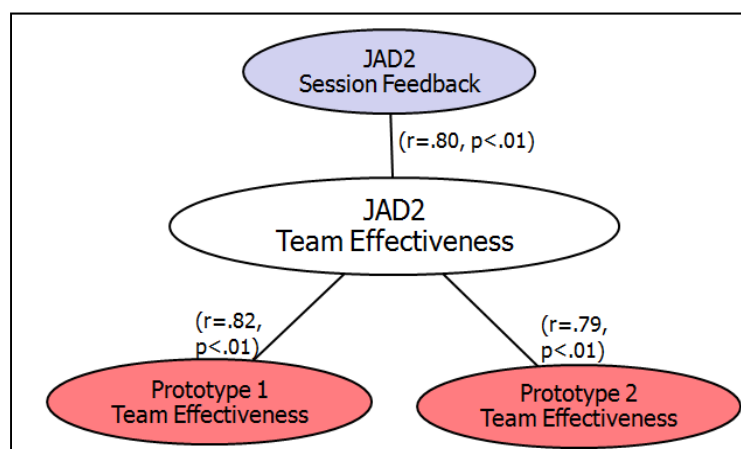 JAD2
Session Feedback
(r=.80, p<.01)
JAD2
Team Effectiveness
(r=.82,
p<.01)
(r=.79,
p<.01)
Prototype 1
Team Effectiveness
Prototype 2
Team Effectiveness